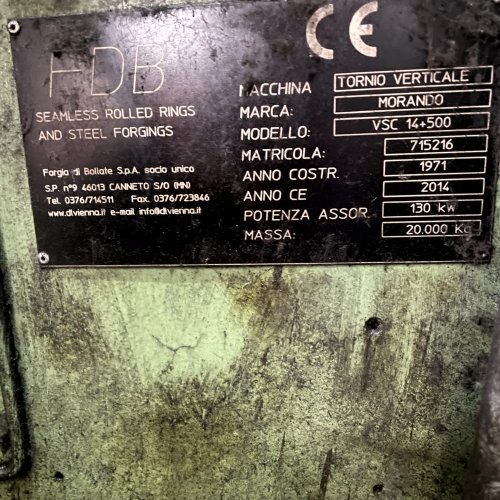 FDB
SEAMLESS ROLLED RINGS
AND STEEL FORGINGS
Forgia di Bollate S.p.A. socio unico
S.P. n°9 46013 CANNETO S/O (MN)
Tel. 0376/714511 Fax. 0376/723846
www.dlvienna.it e-mail info@dlvienna.it
CE
MACCHINA TORNIO VERTICALE
MARCA: MORANDO
MODELLO: VSC 14+500
MATRICOLA: 715216
ANNO COSTR. 1971
ANNO CE 2014
POTENZA ASSOR. 130 kw
MASSA: 20.000 KG